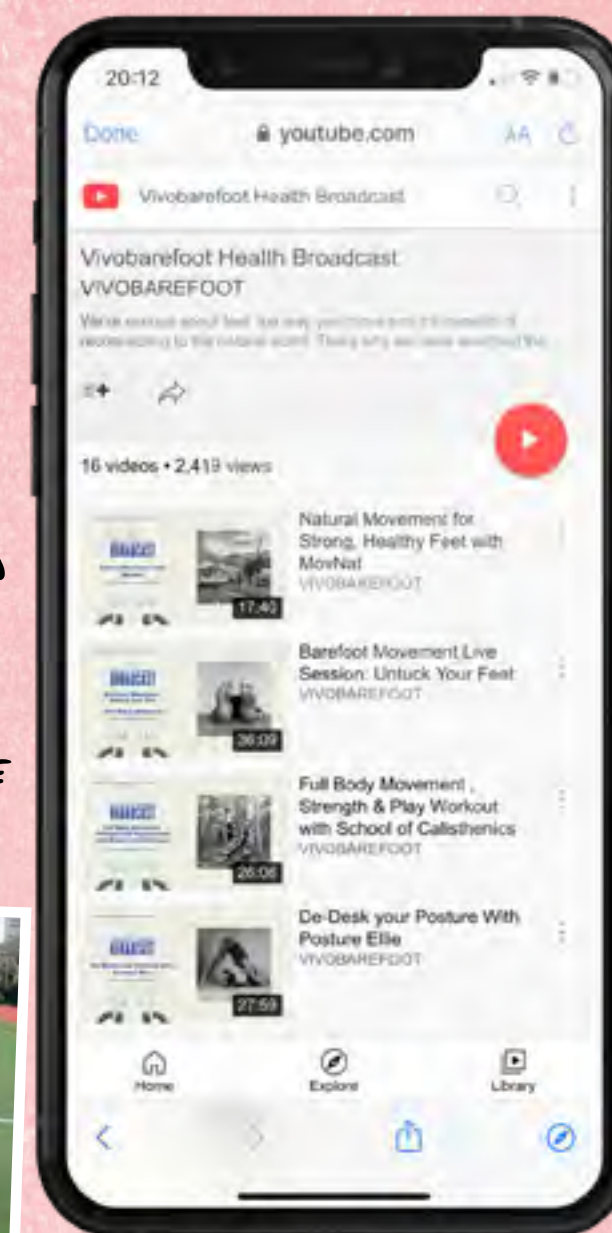 20:12
Done
youtube.com
AA
Vivobarefoot Health Broadcast
Vivobarefoot Health Broadcast
VIVOBAREFOOT
16 videos • 2,419 views
Natural Movement for
Strong, Healthy Feet with
MovNat
VIVOBAREFOOT
17:40
Barefoot Movement Live
Session: Untuck Your Feet
VIVOBAREFOOT
36:09
Full Body Movement ,
Strength & Play Workout
with School of Calisthenics
VIVOBAREFOOT
26:06
De-Desk your Posture With
Posture Ellie
VIVOBAREFOOT
27:59
Home
Explore
Library